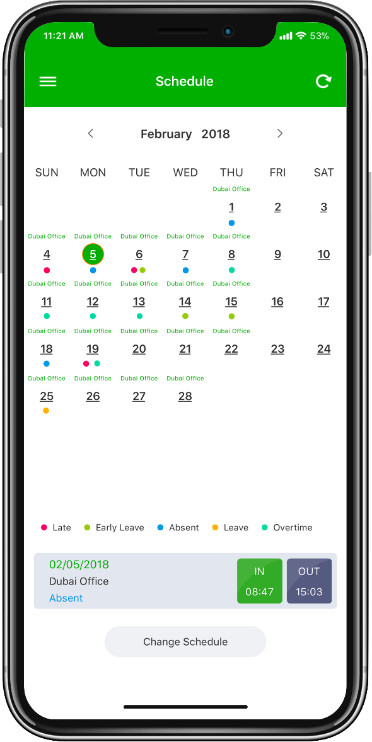 11:21 AM 53%
Schedule
February 2018
SUN MON TUE WED THU FRI SAT
Dubai Office
1 2 3
Dubai Office Dubai Office Dubai Office Dubai Office Dubai Office
4 5 6 7 8 9 10
Dubai Office Dubai Office Dubai Office Dubai Office Dubai Office
11 12 13 14 15 16 17
Dubai Office Dubai Office Dubai Office Dubai Office Dubai Office
18 19 20 21 22 23 24
Dubai Office Dubai Office Dubai Office Dubai Office
25 26 27 28
Late Early Leave Absent Leave Overtime
02/05/2018
Dubai Office
Absent
IN OUT
08:47 15:03
Change Schedule